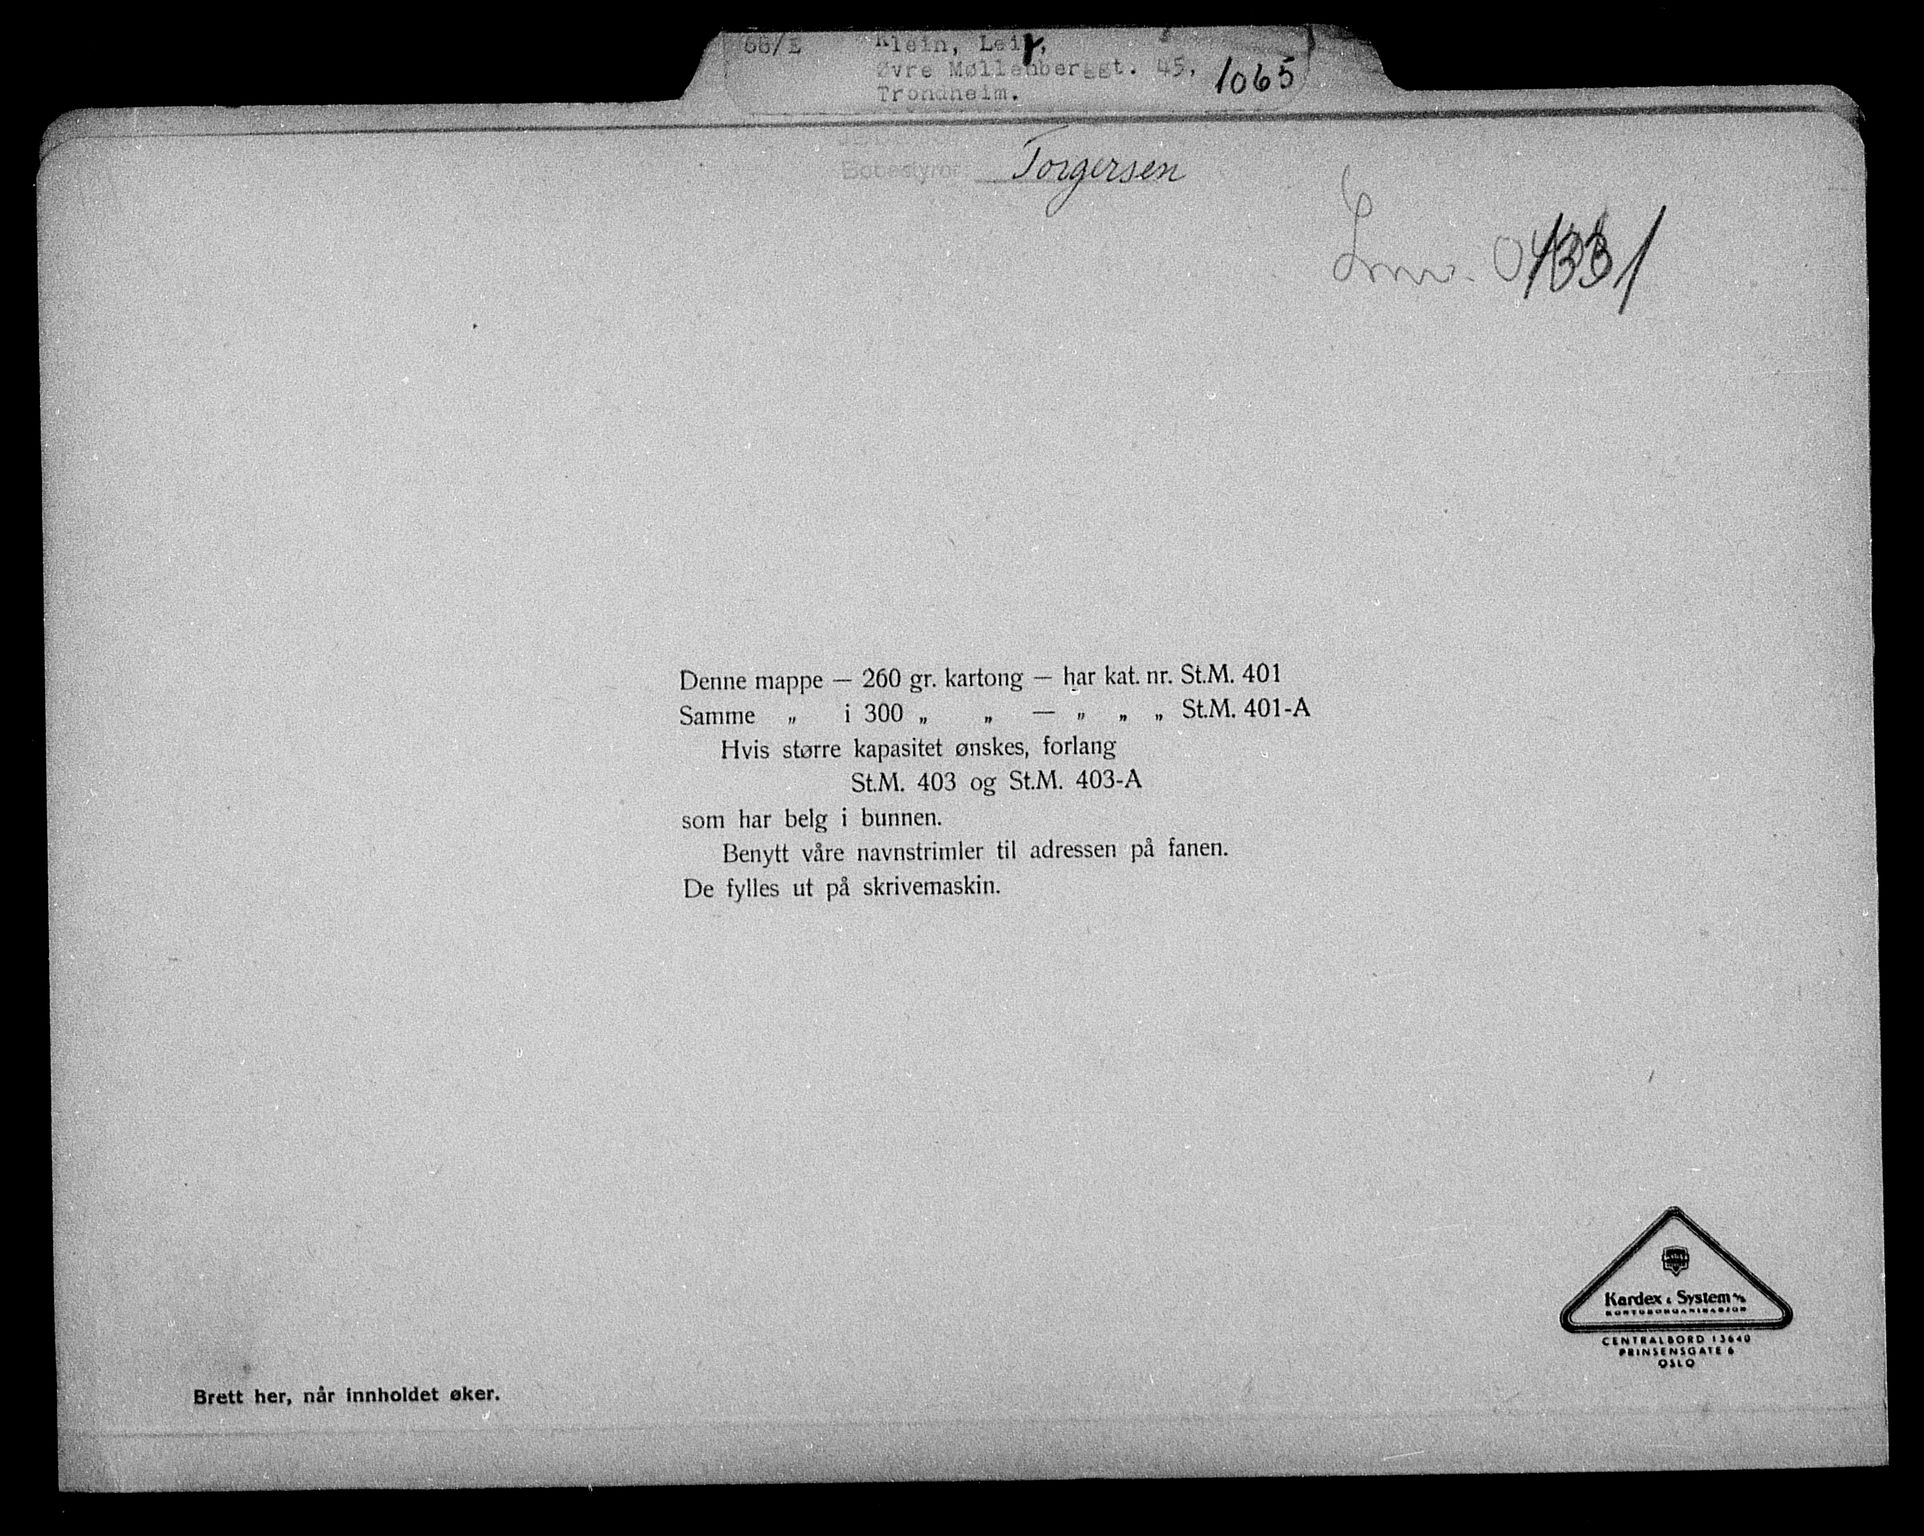 Klein, Lei
Øvre Møllenberggt. 45,
Trondheim.
1065
Bobestyrer
Torgersen
Denne mappe — 260 gr. kartong — har kat. nr. St.M. 401
Samme „ i 300 „ „ — „ „ „ St.M. 401-A
Hvis større kapasitet ønskes, forlang
St.M. 403 og St.M. 403-A
som har belg i bunnen.
Benytt våre navnstrimler til adressen på fanen.
De fylles ut på skrivemaskin.
Kardex & System A/S
KONTORORGANISASJON
CENTRALBORD 13640
PRINSENSGATE 6
OSLO
Brett her, når innholdet øker.